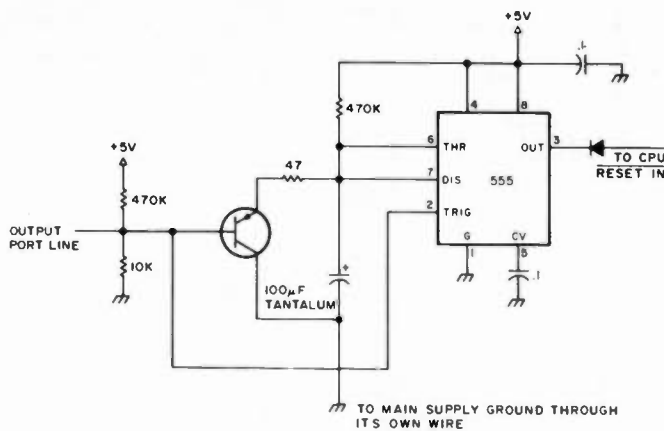 +5V
.1
4
8
470K
6
THR
OUT
3
+5V
47
7
DIS
555
TO CPU
RESET IN
470K
2
TRIG
OUTPUT
PORT LINE
G
CV
10K
1
5
+
100µF
TANTALUM
.1
TO MAIN SUPPLY GROUND THROUGH
ITS OWN WIRE